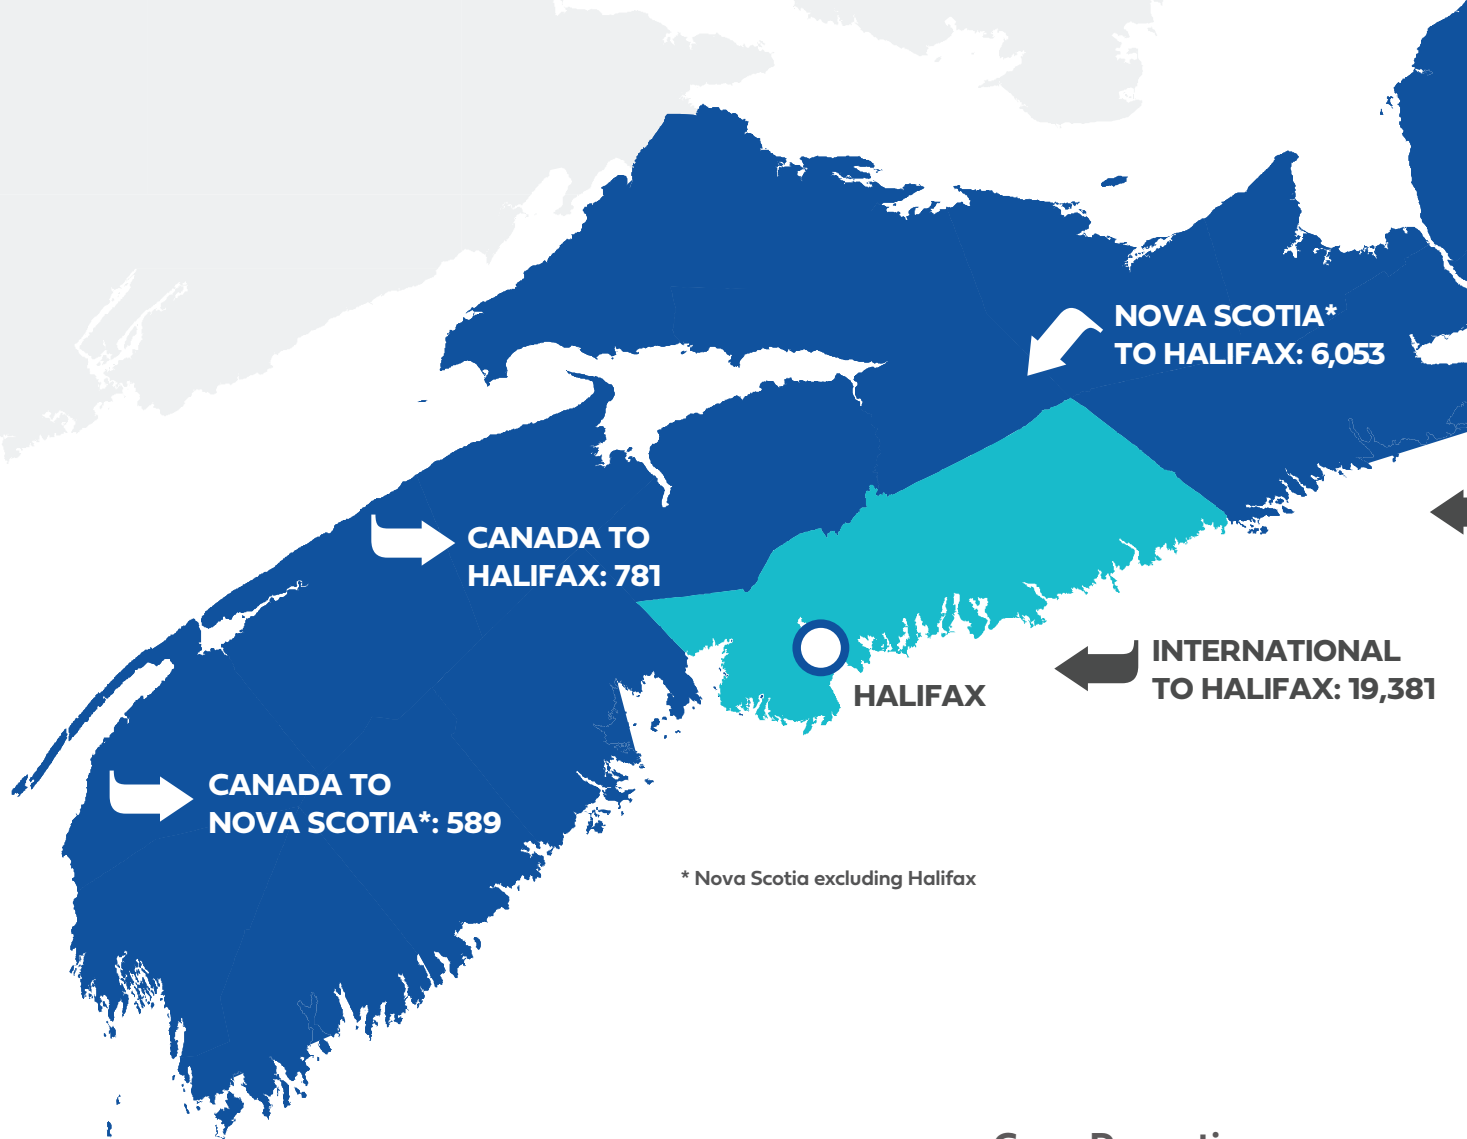 NOVA SCOTIA*
TO HALIFAX: 6,053
CANADA TO
HALIFAX: 781
INTERNATIONAL
TO HALIFAX: 19,381
HALIFAX
CANADA TO
NOVA SCOTIA*: 589
* Nova Scotia excluding Halifax